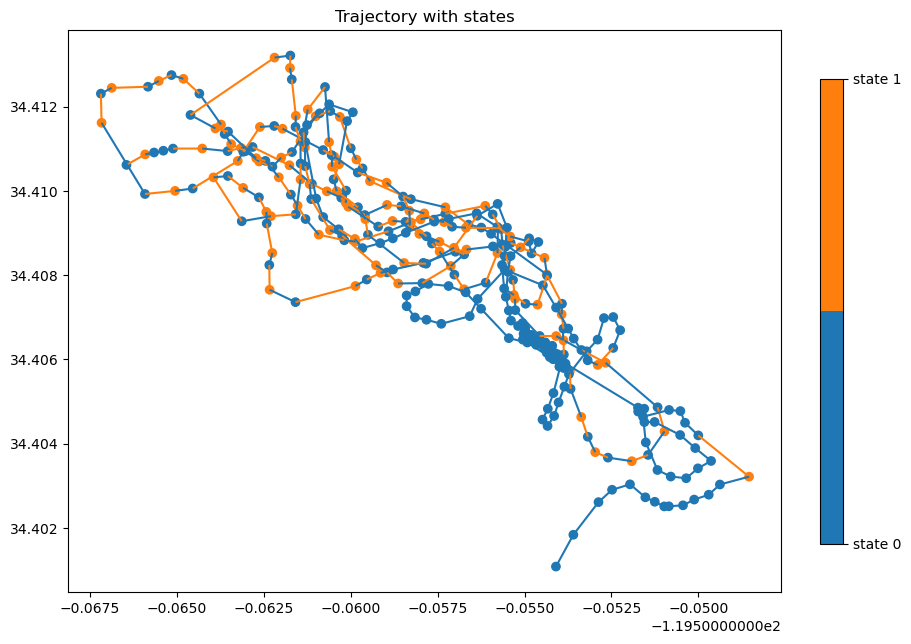 Trajectory with states
34.412
34.410
34.408
34.406
34.404
34.402
−0.0675 −0.0650 −0.0625 −0.0600 −0.0575 −0.0550 −0.0525 −0.0500
−1.1950000000e2
state 1
state 0